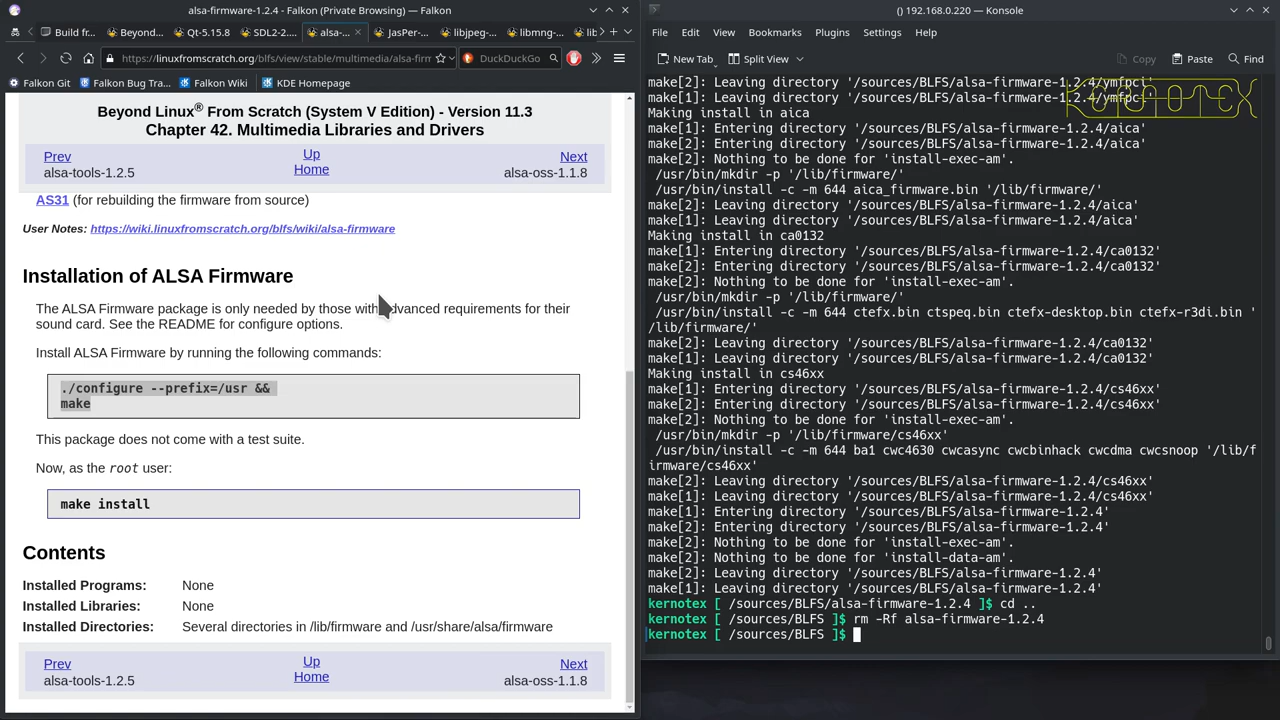 alsa-firmware-1.2.4 - Falkon (Private Browsing) — Falkon
Build fr...
Beyond...
Qt-5.15.8
SDL2-2....
alsa-...
JasPer-...
libjpeg-...
libmng-...
lib
https://linuxfromscratch.org/blfs/view/stable/multimedia/alsa-firm
DuckDuckGo
Falkon Git
Falkon Bug Tra...
Falkon Wiki
KDE Homepage
Beyond Linux® From Scratch (System V Edition) - Version 11.3
Chapter 42. Multimedia Libraries and Drivers
Prev Up Next
alsa-tools-1.2.5 Home alsa-oss-1.1.8
AS31 (for rebuilding the firmware from source)
User Notes: https://wiki.linuxfromscratch.org/blfs/wiki/alsa-firmware
Installation of ALSA Firmware
The ALSA Firmware package is only needed by those with advanced requirements for their
sound card. See the README for configure options.
Install ALSA Firmware by running the following commands:
./configure --prefix=/usr &&
make
This package does not come with a test suite.
Now, as the root user:
make install
Contents
Installed Programs: None
Installed Libraries: None
Installed Directories: Several directories in /lib/firmware and /usr/share/alsa/firmware
Prev Up Next
alsa-tools-1.2.5 Home alsa-oss-1.1.8
() 192.168.0.220 — Konsole
File Edit View Bookmarks Plugins Settings Help
New Tab Split View Copy Paste Find
KERNOTEX
make[2]: Leaving directory '/sources/BLFS/alsa-firmware-1.2.4/ymfpci'
make[1]: Leaving directory '/sources/BLFS/alsa-firmware-1.2.4/ymfpci'
Making install in aica
make[1]: Entering directory '/sources/BLFS/alsa-firmware-1.2.4/aica'
make[2]: Entering directory '/sources/BLFS/alsa-firmware-1.2.4/aica'
make[2]: Nothing to be done for 'install-exec-am'.
/usr/bin/mkdir -p '/lib/firmware/'
/usr/bin/install -c -m 644 aica_firmware.bin '/lib/firmware/'
make[2]: Leaving directory '/sources/BLFS/alsa-firmware-1.2.4/aica'
make[1]: Leaving directory '/sources/BLFS/alsa-firmware-1.2.4/aica'
Making install in ca0132
make[1]: Entering directory '/sources/BLFS/alsa-firmware-1.2.4/ca0132'
make[2]: Entering directory '/sources/BLFS/alsa-firmware-1.2.4/ca0132'
make[2]: Nothing to be done for 'install-exec-am'.
/usr/bin/mkdir -p '/lib/firmware/'
/usr/bin/install -c -m 644 ctefx.bin ctspeq.bin ctefx-desktop.bin ctefx-r3di.bin '
/lib/firmware/'
make[2]: Leaving directory '/sources/BLFS/alsa-firmware-1.2.4/ca0132'
make[1]: Leaving directory '/sources/BLFS/alsa-firmware-1.2.4/ca0132'
Making install in cs46xx
make[1]: Entering directory '/sources/BLFS/alsa-firmware-1.2.4/cs46xx'
make[2]: Entering directory '/sources/BLFS/alsa-firmware-1.2.4/cs46xx'
make[2]: Nothing to be done for 'install-exec-am'.
/usr/bin/mkdir -p '/lib/firmware/cs46xx'
/usr/bin/install -c -m 644 ba1 cwc4630 cwcasync cwcbinhack cwcdma cwcsnoop '/lib/f
irmware/cs46xx'
make[2]: Leaving directory '/sources/BLFS/alsa-firmware-1.2.4/cs46xx'
make[1]: Leaving directory '/sources/BLFS/alsa-firmware-1.2.4/cs46xx'
make[1]: Entering directory '/sources/BLFS/alsa-firmware-1.2.4'
make[2]: Entering directory '/sources/BLFS/alsa-firmware-1.2.4'
make[2]: Nothing to be done for 'install-exec-am'.
make[2]: Nothing to be done for 'install-data-am'.
make[2]: Leaving directory '/sources/BLFS/alsa-firmware-1.2.4'
make[1]: Leaving directory '/sources/BLFS/alsa-firmware-1.2.4'
kernotex [ /sources/BLFS/alsa-firmware-1.2.4 ]$ cd ..
kernotex [ /sources/BLFS ]$ rm -Rf alsa-firmware-1.2.4
kernotex [ /sources/BLFS ]$